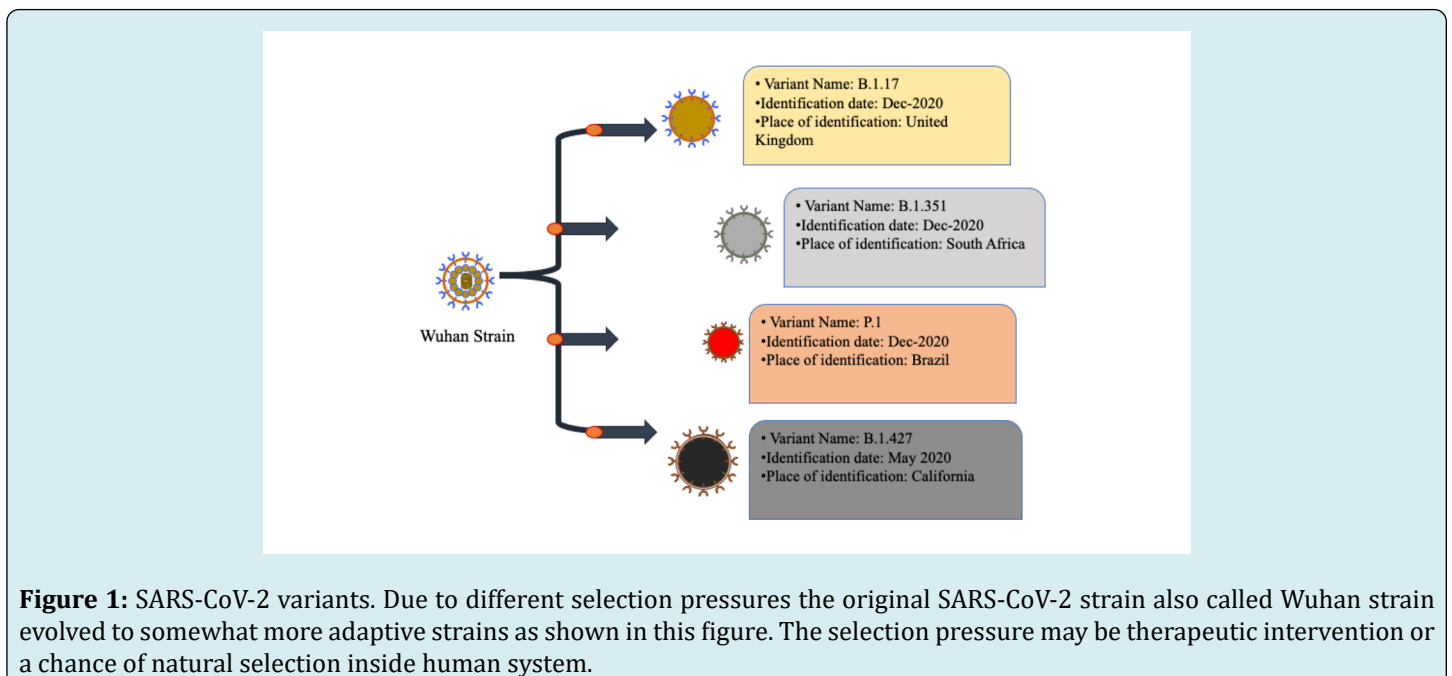 • Variant Name: B.1.17
•Identification date: Dec-2020
•Place of identification: United
Kingdom
• Variant Name: B.1.351
•Identification date: Dec-2020
•Place of identification: South Africa
Wuhan Strain
• Variant Name: P.1
•Identification date: Dec-2020
•Place of identification: Brazil
• Variant Name: B.1.427
•Identification date: May 2020
•Place of identification: California
Figure 1: SARS-CoV-2 variants. Due to different selection pressures the original SARS-CoV-2 strain also called Wuhan strain
evolved to somewhat more adaptive strains as shown in this figure. The selection pressure may be therapeutic intervention or
a chance of natural selection inside human system.